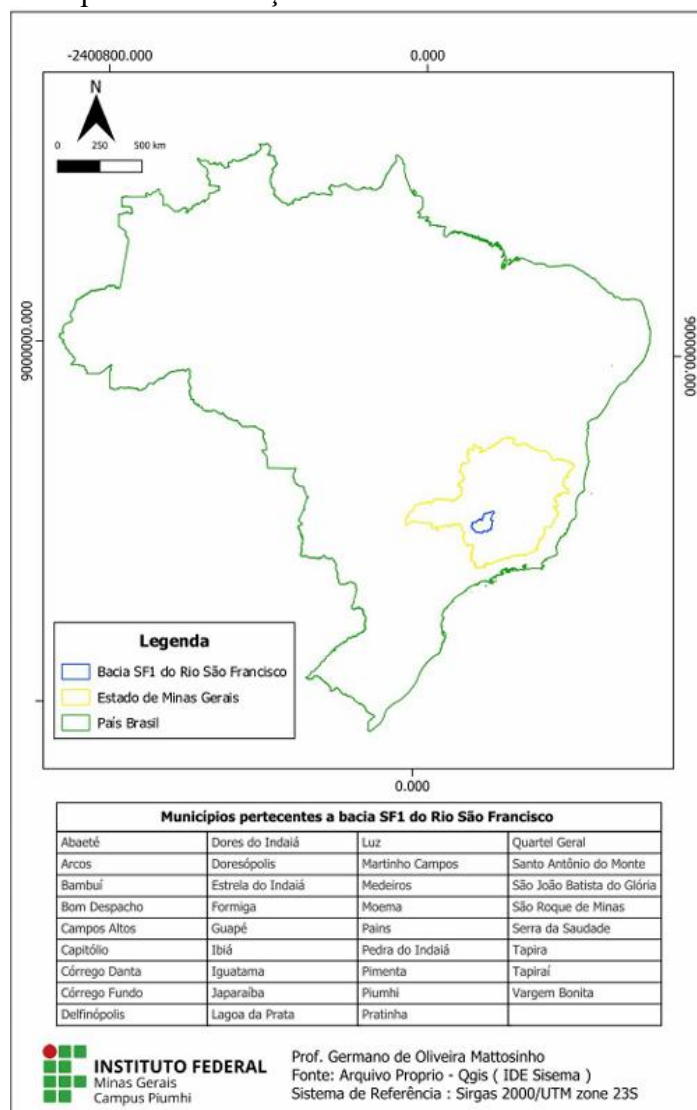 -2400800.000 0.000
N
0 250 500 km
9000000.000
9000000.000
Legenda
Bacia SF1 do Rio São Francisco
Estado de Minas Gerais
País Brasil
0.000
Municípios pertecentes a bacia SF1 do Rio São Francisco
Abaeté Dores do Indaiá Luz Quartel Geral
Arcos Doresópolis Martinho Campos Santo Antônio do Monte
Bambuí Estrela do Indaiá Medeiros São João Batista do Glória
Bom Despacho Formiga Moema São Roque de Minas
Campos Altos Guapé Pains Serra da Saudade
Capitólio Ibiá Pedra do Indaiá Tapira
Córrego Danta Iguatama Pimenta Tapiraí
Córrego Fundo Japaraíba Piumhi Vargem Bonita
Delfinópolis Lagoa da Prata Pratinha
INSTITUTO FEDERAL
Minas Gerais
Campus Piumhi
Prof. Germano de Oliveira Mattosinho
Fonte: Arquivo Proprio - Qgis ( IDE Sisema )
Sistema de Referência : Sirgas 2000/UTM zone 23S